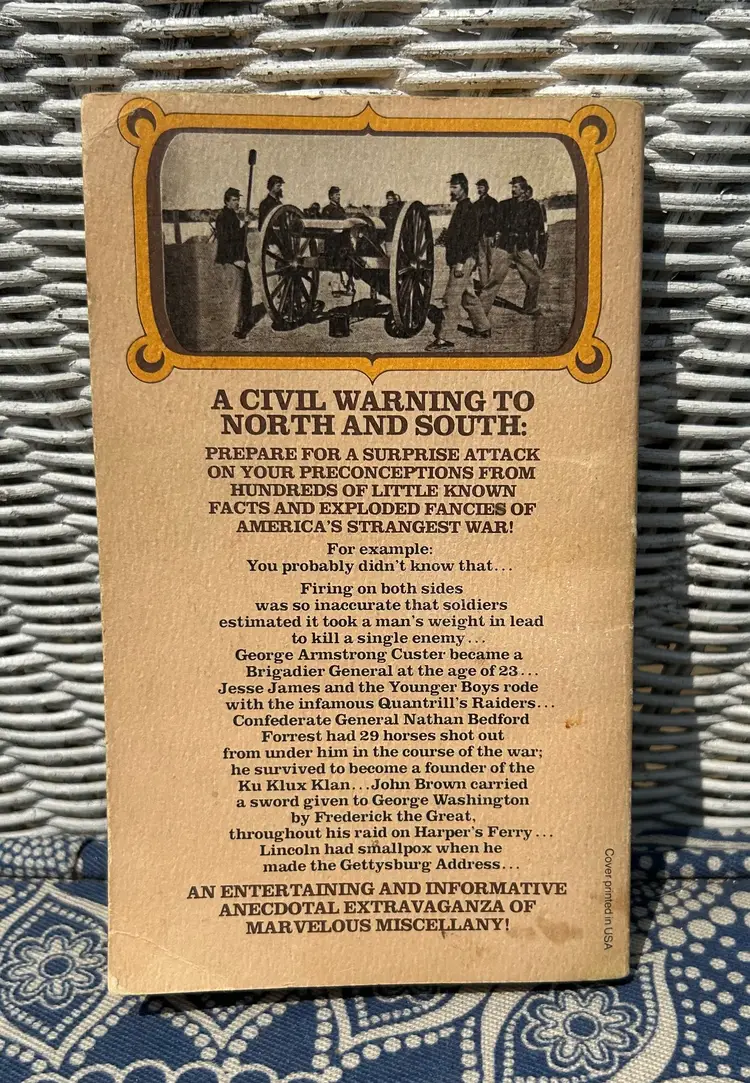 A CIVIL WARNING TO
NORTH AND SOUTH:
PREPARE FOR A SURPRISE ATTACK
ON YOUR PRECONCEPTIONS FROM
HUNDREDS OF LITTLE KNOWN
FACTS AND EXPLODED FANCIES OF
AMERICA'S STRANGEST WAR!
For example:
You probably didn't know that...
Firing on both sides
was so inaccurate that soldiers
estimated it took a man's weight in lead
to kill a single enemy...
George Armstrong Custer became a
Brigadier General at the age of 23...
Jesse James and the Younger Boys rode
with the infamous Quantrill's Raiders...
Confederate General Nathan Bedford
Forrest had 29 horses shot out
from under him in the course of the war;
he survived to become a founder of the
Ku Klux Klan...John Brown carried
a sword given to George Washington
by Frederick the Great,
throughout his raid on Harper's Ferry...
Lincoln had smallpox when he
made the Gettysburg Address...
AN ENTERTAINING AND INFORMATIVE
ANECDOTAL EXTRAVAGANZA OF
MARVELOUS MISCELLANY!
Cover printed in USA